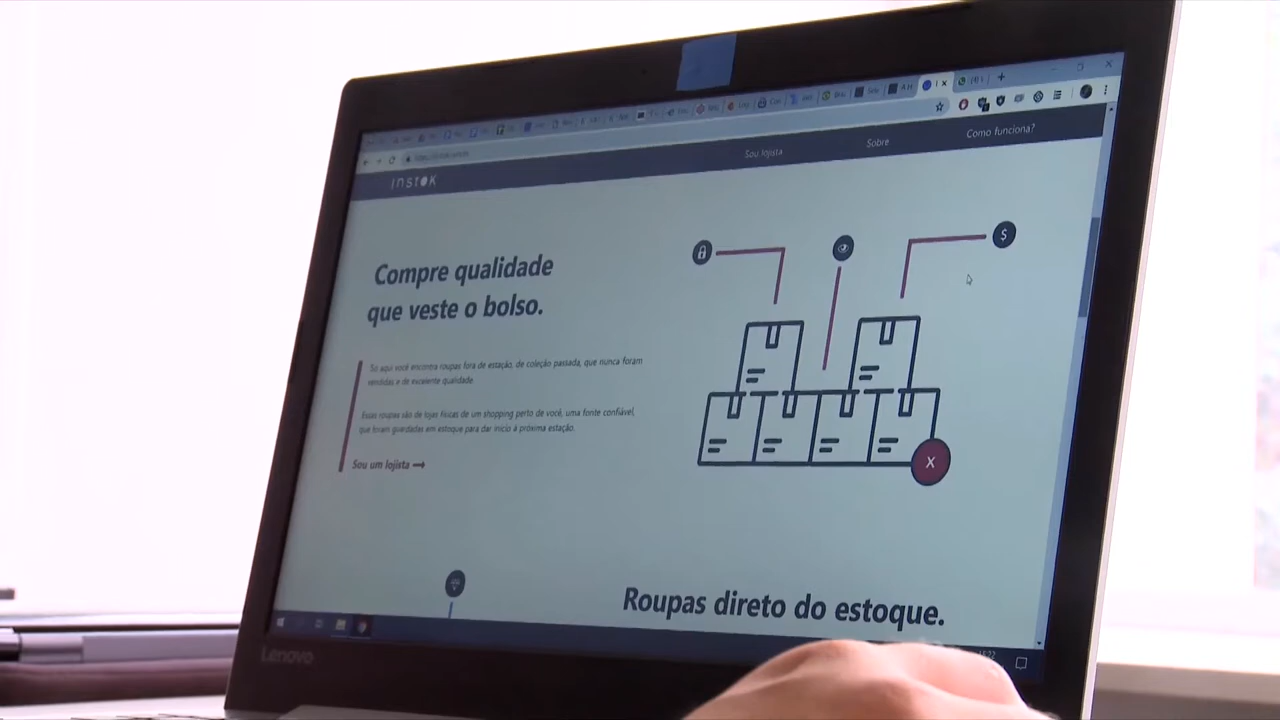 Sou lojista Sobre Como funciona?
INSTOK
Compre qualidade
que veste o bolso.
$
Só aqui você encontra roupas fora de estação, de coleção passada, que nunca foram
vendidas e de excelente qualidade.
Essas roupas são de lojas físicas de um shopping perto de você, uma fonte confiável,
que foram guardadas em estoque para dar início à próxima estação.
Sou um lojista →
X
Roupas direto do estoque.
Lenovo